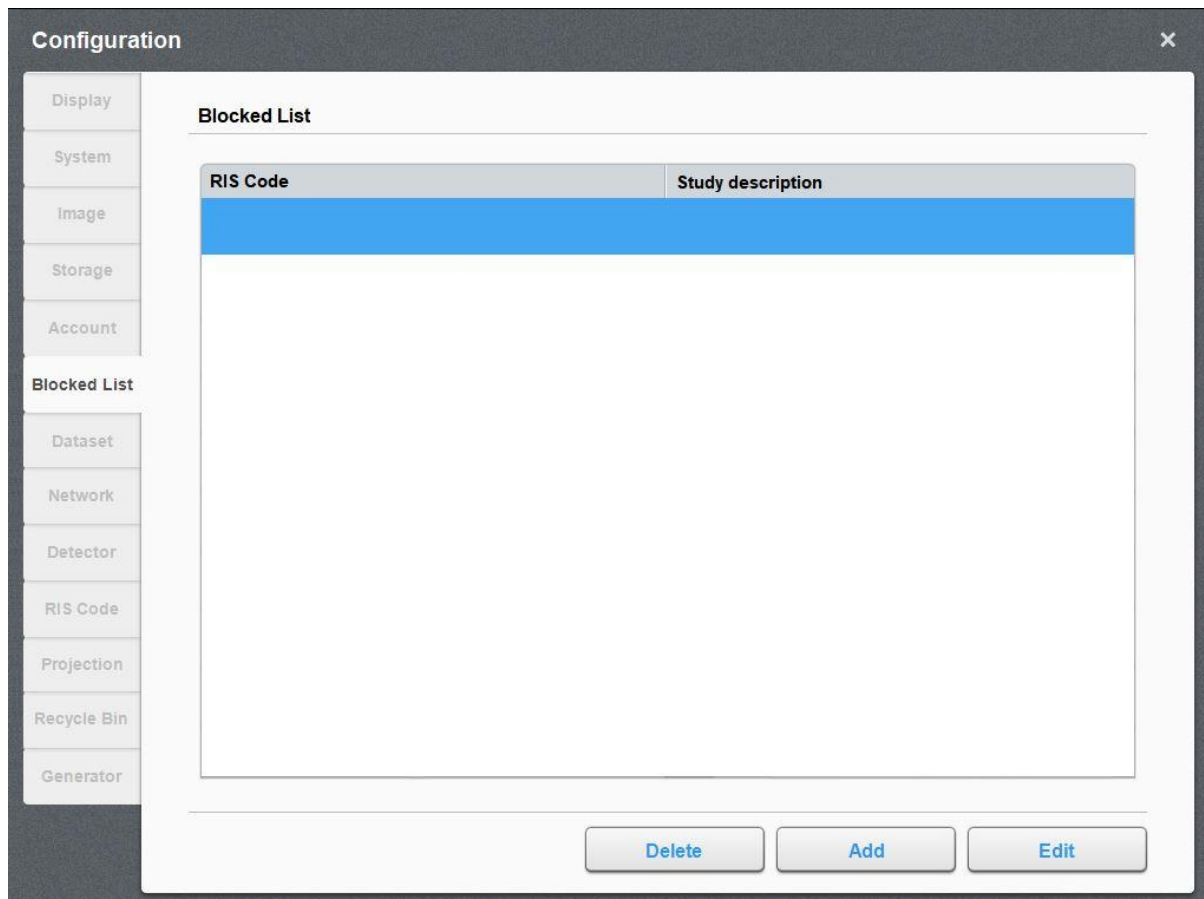 Configuration
Display
System
Image
Storage
Account
Blocked List
Dataset
Network
Detector
RIS Code
Projection
Recycle Bin
Generator
Blocked List
RIS Code Study description
Delete Add Edit